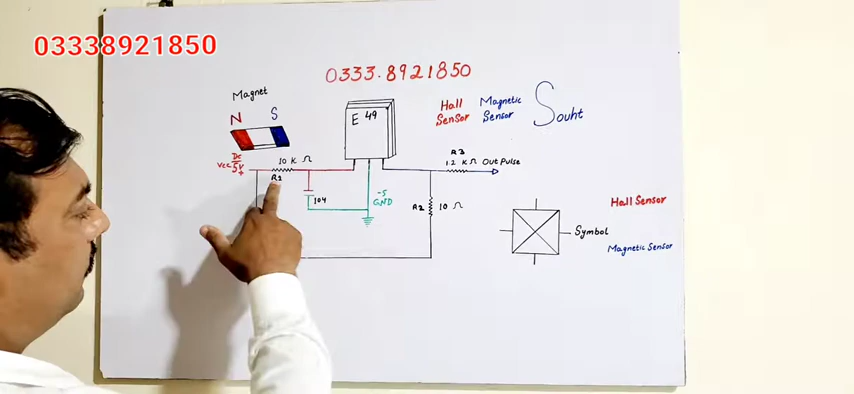 03338921850
0333-8921850
Magnet
N S
E 49
Hall Sensor
Magnetic Sensor
Souht
VCC DC 5V +
10 K Ω
R1
104
-5 GND
R3
1.2 K Ω Out Pulse
R2 10 Ω
Symbol
Hall Sensor
Magnetic Sensor